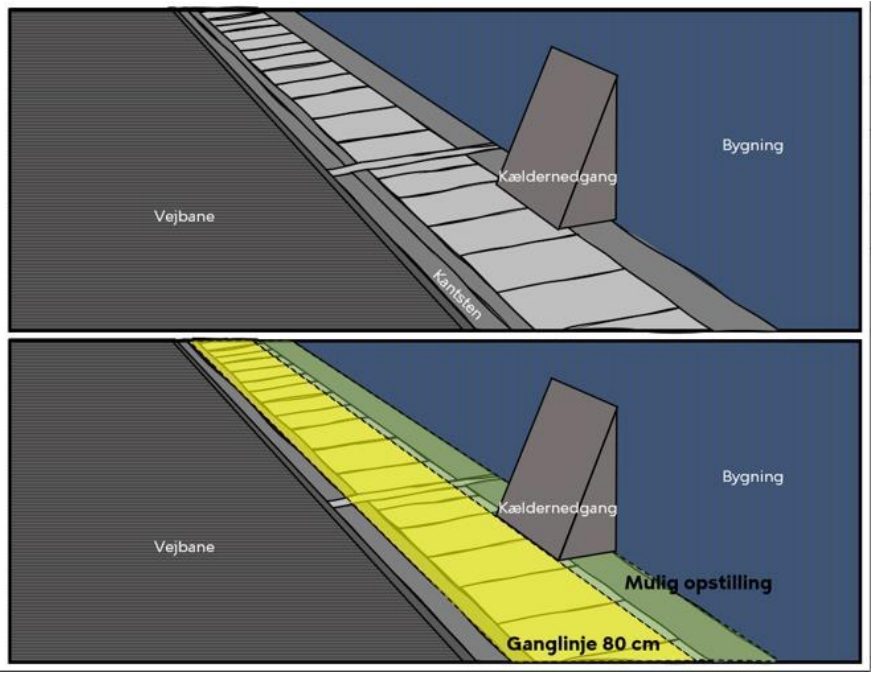 Bygning
Kældernedgang
Vejbane
Kantsten
Bygning
Kældernedgang
Vejbane
Mulig opstilling
Ganglinje 80 cm